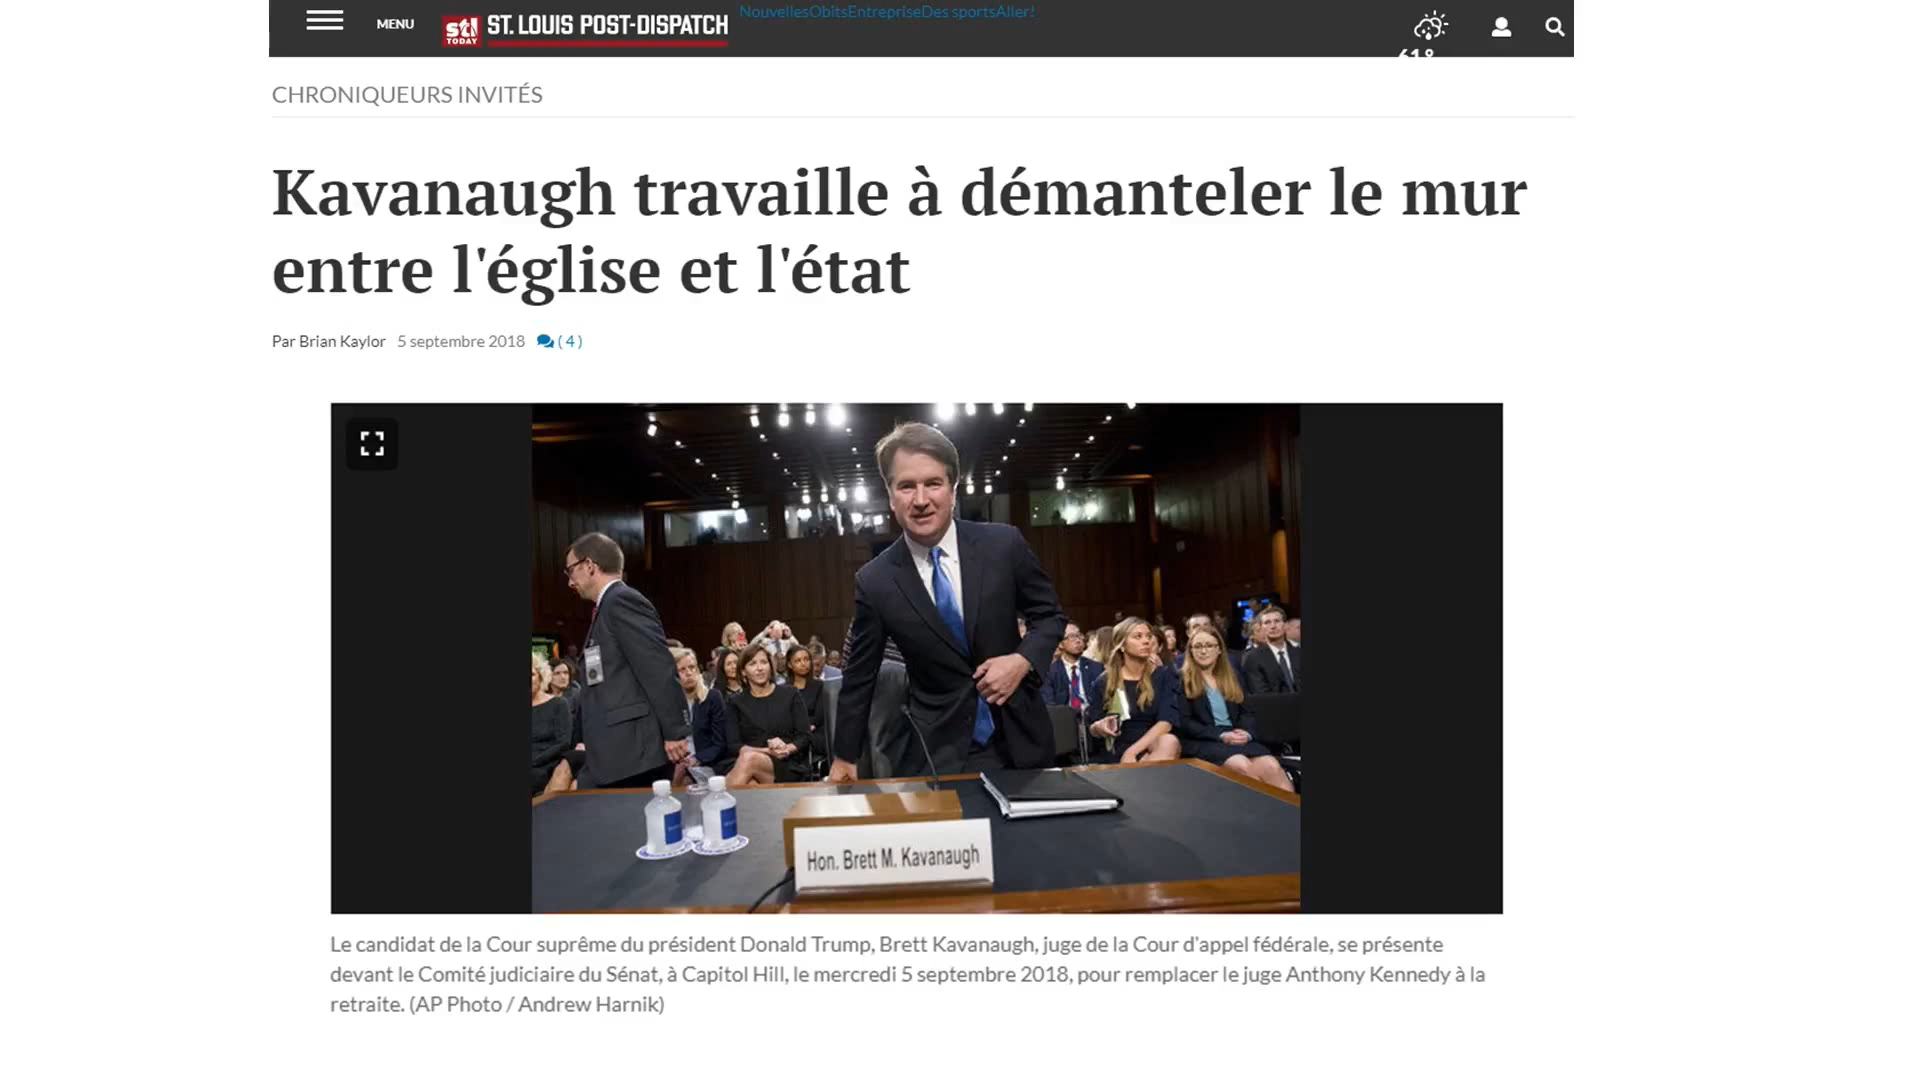 MENU
stl
TODAY
ST. LOUIS POST-DISPATCH
NouvellesObitsEntrepriseDes sportsAller!
61°
CHRONIQUEURS INVITÉS
Kavanaugh travaille à démanteler le mur
entre l'église et l'état
Par Brian Kaylor 5 septembre 2018 ( 4 )
Hon. Brett M. Kavanaugh
Le candidat de la Cour suprême du président Donald Trump, Brett Kavanaugh, juge de la Cour d'appel fédérale, se présente
devant le Comité judiciaire du Sénat, à Capitol Hill, le mercredi 5 septembre 2018, pour remplacer le juge Anthony Kennedy à la
retraite. (AP Photo / Andrew Harnik)